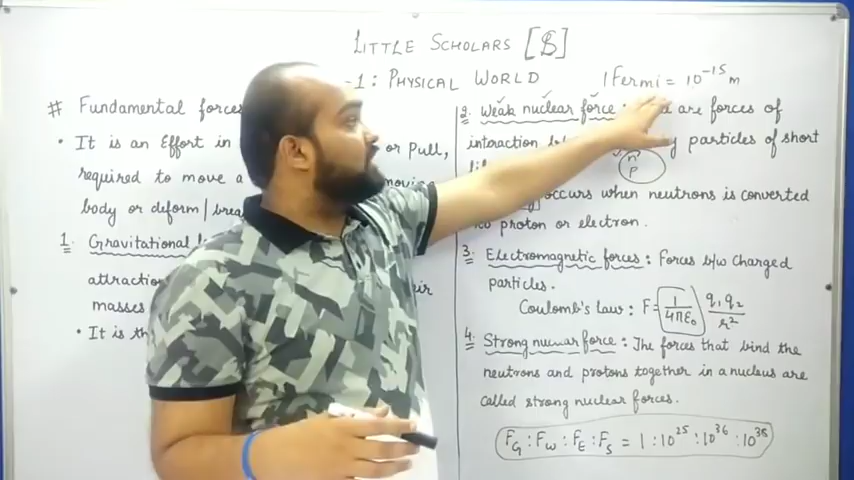 LITTLE SCHOLARS [S]
-1: PHYSICAL WORLD
1 Fermi = 10⁻¹⁵ m
# Fundamental forces
• It is an Effort in or Pull,
required to move a moving
body or deform/break
1. Gravitational
attraction their
masses
• It is th
2. Weak nuclear force : are forces of
interaction particles of short
n
p
occurs when neutrons is converted
to proton or electron.
3. Electromagnetic forces : Forces b/w charged
particles.
Coulomb's law : F = 1/4πε₀ q₁q₂/r²
4. Strong nuclear force : The forces that bind the
neutrons and protons together in a nucleus are
called strong nuclear forces.
F_G : F_W : F_E : F_S = 1 : 10²⁵ : 10³⁶ : 10³⁸